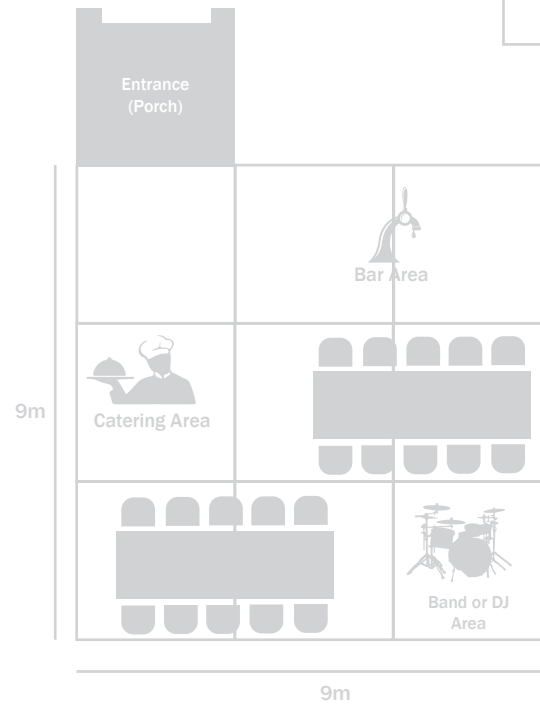 Entrance
(Porch)
Bar Area
9m
Catering Area
Band or DJ
Area
9m